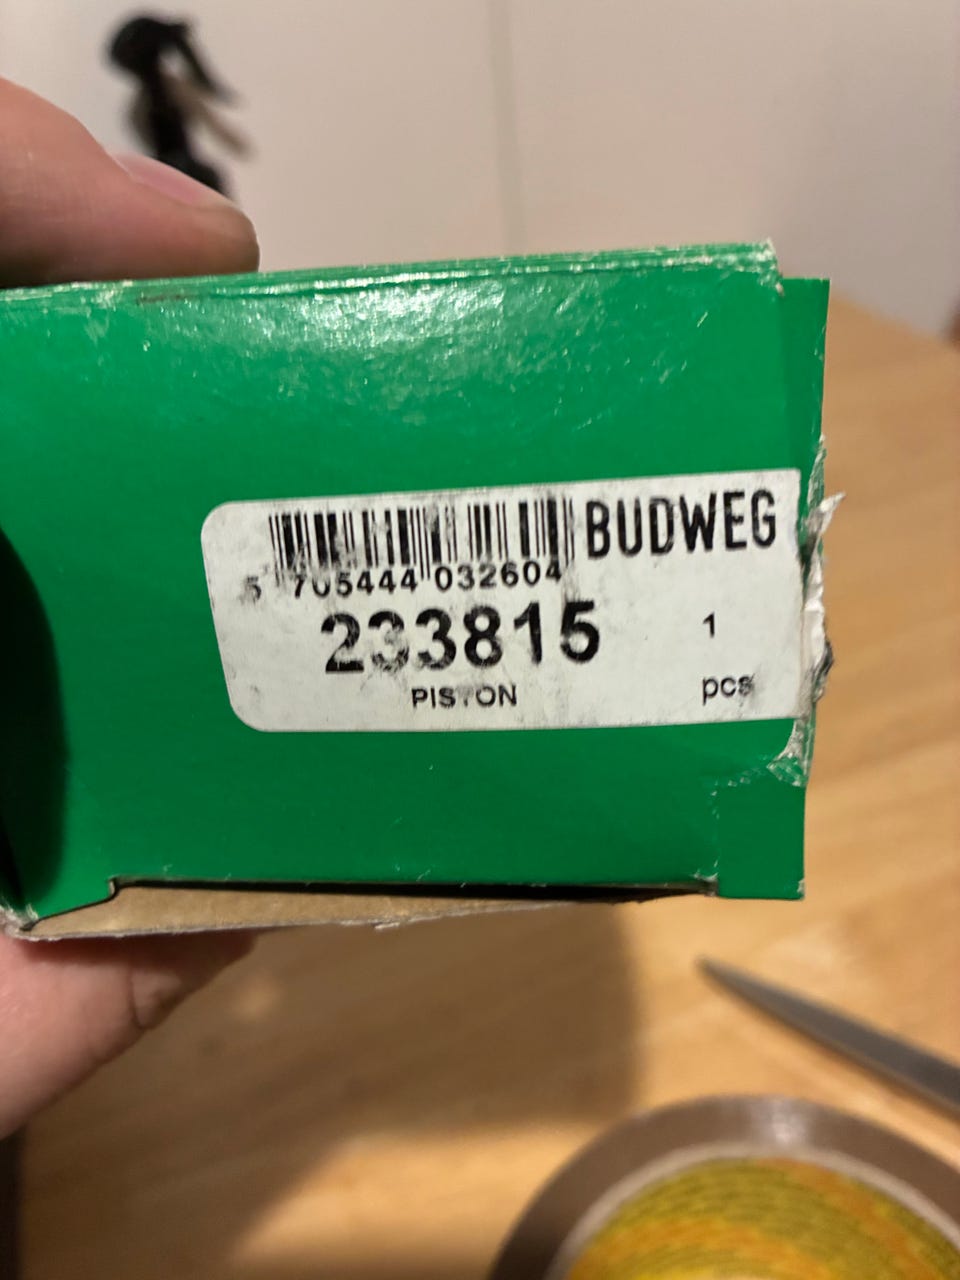 BUDWEG
5 705444 032604
233815
1
PISTON
pcs